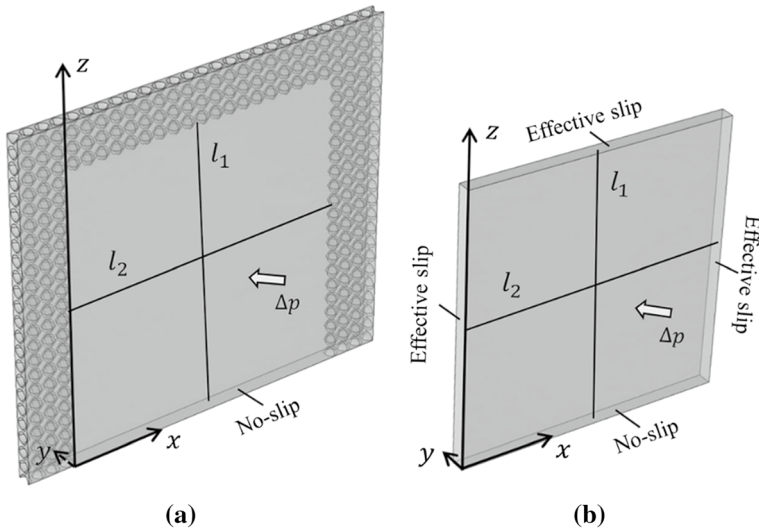 z
l₁
l₂
Δp
No-slip
y
x
(a)
z
Effective slip
l₁
l₂
Effective slip
Effective slip
Δp
No-slip
y
x
(b)